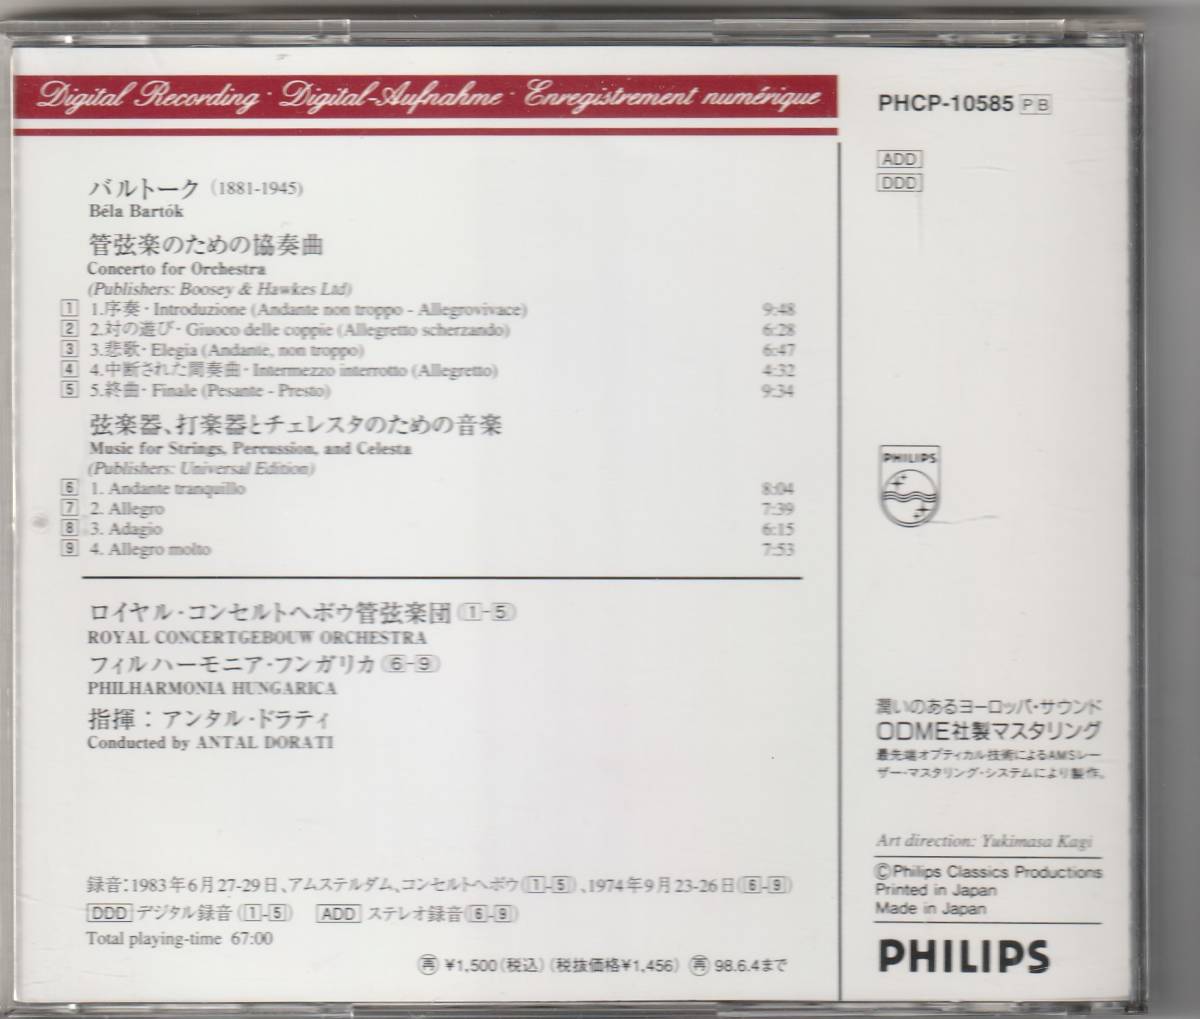 Digital Recording · Digital-Aufnahme · Enregistrement numérique
バルトーク (1881-1945)
Béla Bartók
管弦楽のための協奏曲
Concerto for Orchestra
(Publishers: Boosey & Hawkes Ltd)
1 1.序奏 - Introduzione (Andante non troppo - Allegrovivace) 9:48
2 2.対の遊び - Giuoco delle coppie (Allegretto scherzando) 6:28
3 3.悲歌 - Elegia (Andante, non troppo) 6:47
4 4.中断された間奏曲 - Intermezzo interrotto (Allegretto) 4:32
5 5.終曲 - Finale (Pesante - Presto) 9:34
弦楽器、打楽器とチェレスタのための音楽
Music for Strings, Percussion, and Celesta
(Publishers: Universal Edition)
6 1. Andante tranquillo 8:04
7 2. Allegro 7:39
8 3. Adagio 6:15
9 4. Allegro molto 7:53
ロイヤル・コンセルトヘボウ管弦楽団(1-5)
ROYAL CONCERTGEBOUW ORCHESTRA
フィルハーモニア・フンガリカ(6-9)
PHILHARMONIA HUNGARICA
指揮：アンタル・ドラティ
Conducted by ANTAL DORATI
録音：1983年6月27-29日、アムステルダム、コンセルトヘボウ(1-5)、1974年9月23-26日(6-9)
DDD デジタル録音(1-5) ADD ステレオ録音(6-9)
Total playing-time 67:00
再 ¥1,500(税込)(税抜価格¥1,456) 再 98.6.4まで
PHCP-10585 PB
ADD
DDD
PHILIPS
潤いのあるヨーロッパ・サウンド
ODME社製マスタリング
最先端オプティカル技術によるAMSレー
ザー・マスタリング・システムにより製作。
Art direction: Yukimasa Kagi
©Philips Classics Productions
Printed in Japan
Made in Japan
PHILIPS